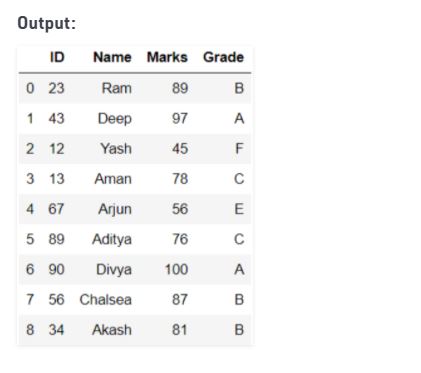 Output:
ID Name Marks Grade
0 23 Ram 89 B
1 43 Deep 97 A
2 12 Yash 45 F
3 13 Aman 78 C
4 67 Arjun 56 E
5 89 Aditya 76 C
6 90 Divya 100 A
7 56 Chalsea 87 B
8 34 Akash 81 B